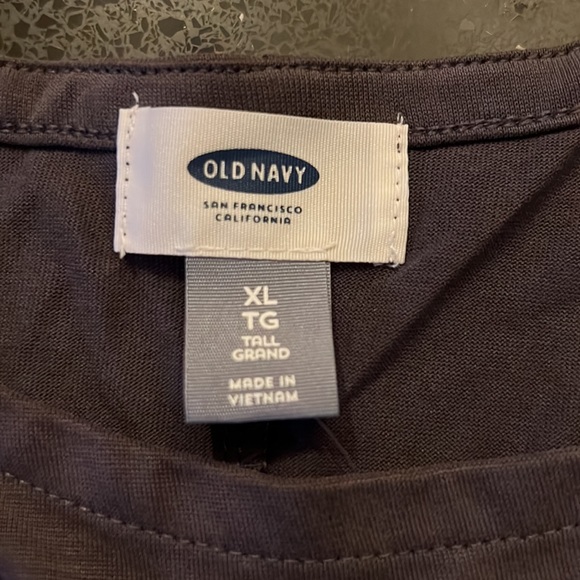 OLD NAVY
SAN FRANCISCO
CALIFORNIA
XL
TG
TALL
GRAND
MADE IN
VIETNAM